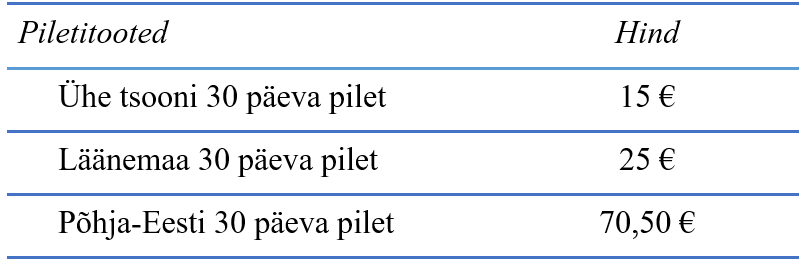 Piletitooted Hind
Ühe tsooni 30 päeva pilet 15 €
Läänemaa 30 päeva pilet 25 €
Põhja-Eesti 30 päeva pilet 70,50 €